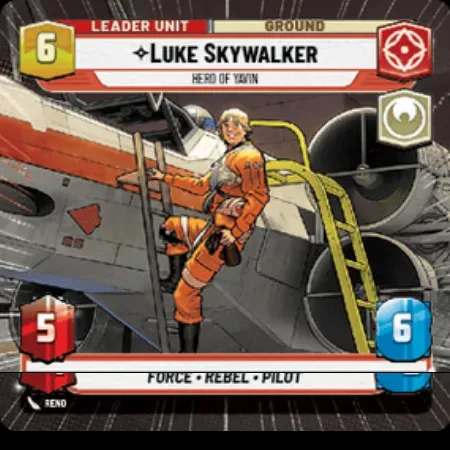 LEADER UNIT
GROUND
6
LUKE SKYWALKER
HERO OF YAVIN
5
6
FORCE • REBEL • PILOT
RENO